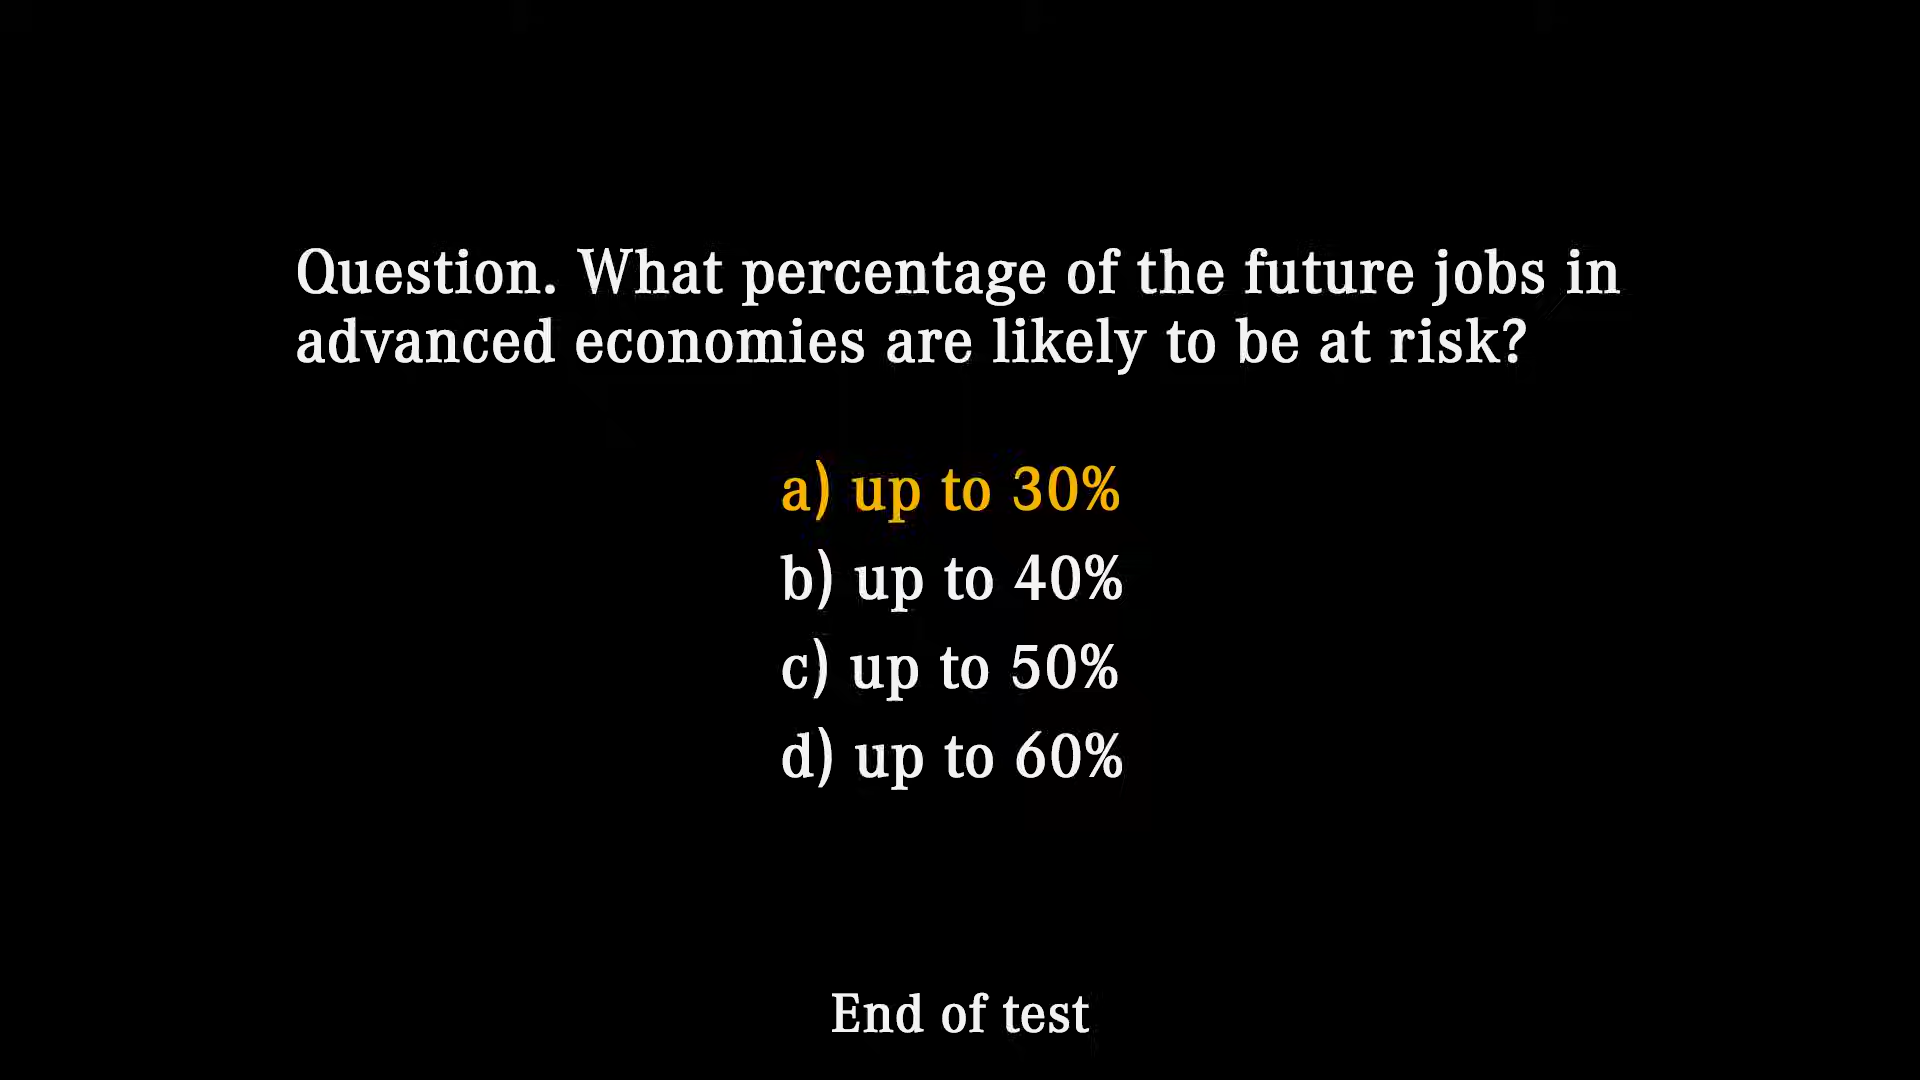 Question. What percentage of the future jobs in
advanced economies are likely to be at risk?
a) up to 30%
b) up to 40%
c) up to 50%
d) up to 60%
End of test